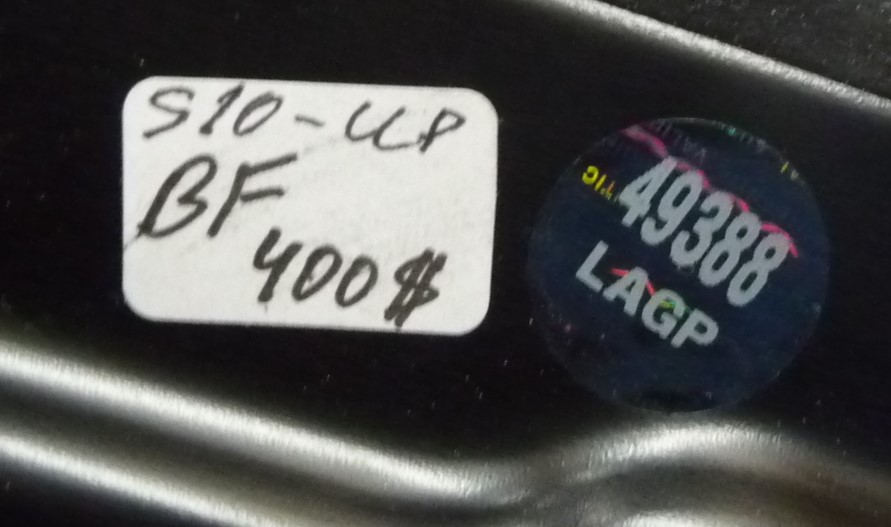 S10-UP
BF
400$
49388
LAGP